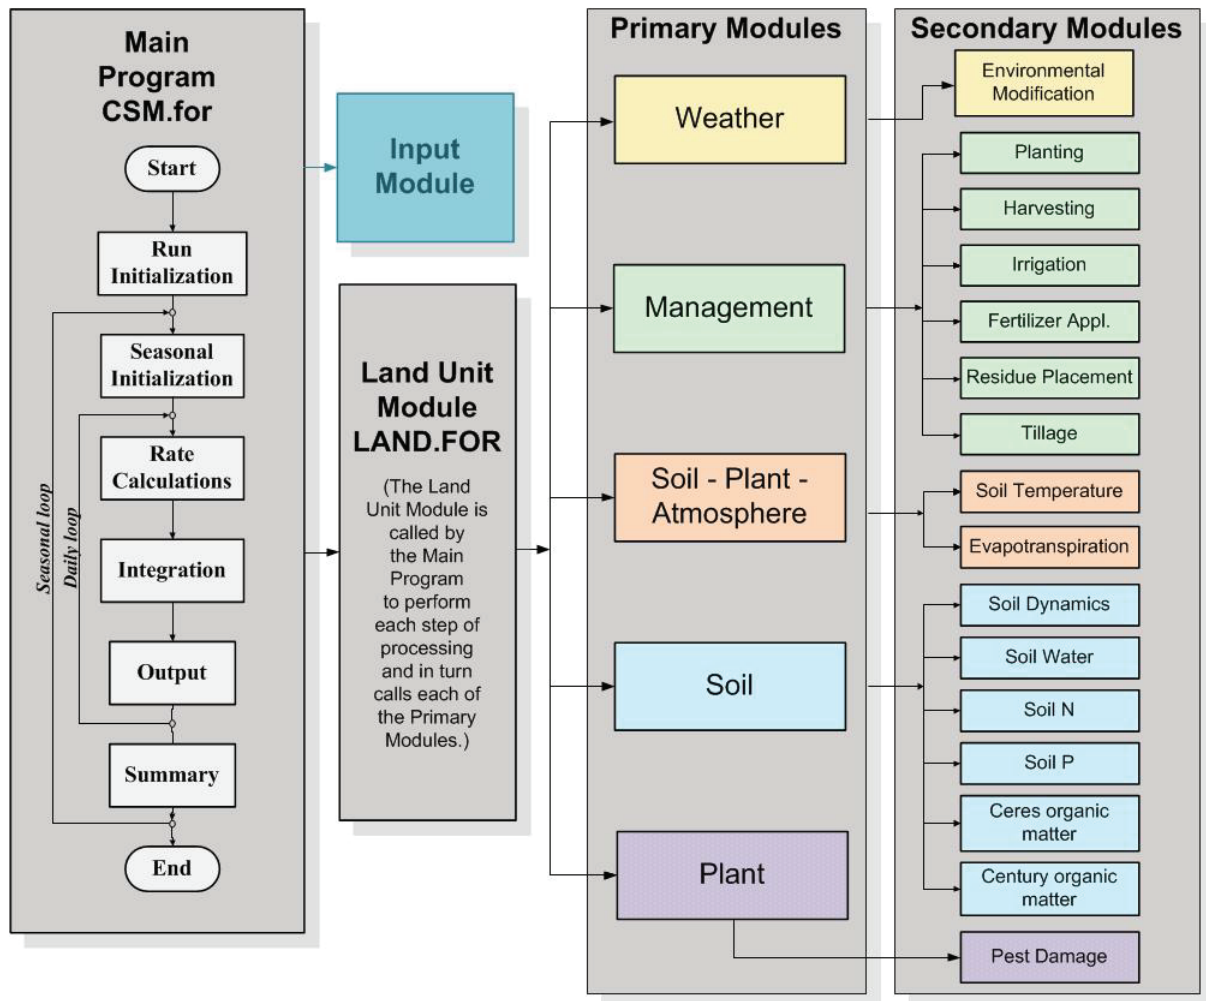 Main
Program
CSM.for
Start
Run
Initialization
Seasonal
Initialization
Rate
Calculations
Integration
Output
Summary
End
Seasonal loop
Daily loop
Input
Module
Land Unit
Module
LAND.FOR
(The Land
Unit Module is
called by
the Main
Program
to perform
each step of
processing
and in turn
calls each of
the Primary
Modules.)
Primary Modules
Weather
Management
Soil - Plant -
Atmosphere
Soil
Plant
Secondary Modules
Environmental
Modification
Planting
Harvesting
Irrigation
Fertilizer Appl.
Residue Placement
Tillage
Soil Temperature
Evapotranspiration
Soil Dynamics
Soil Water
Soil N
Soil P
Ceres organic
matter
Century organic
matter
Pest Damage